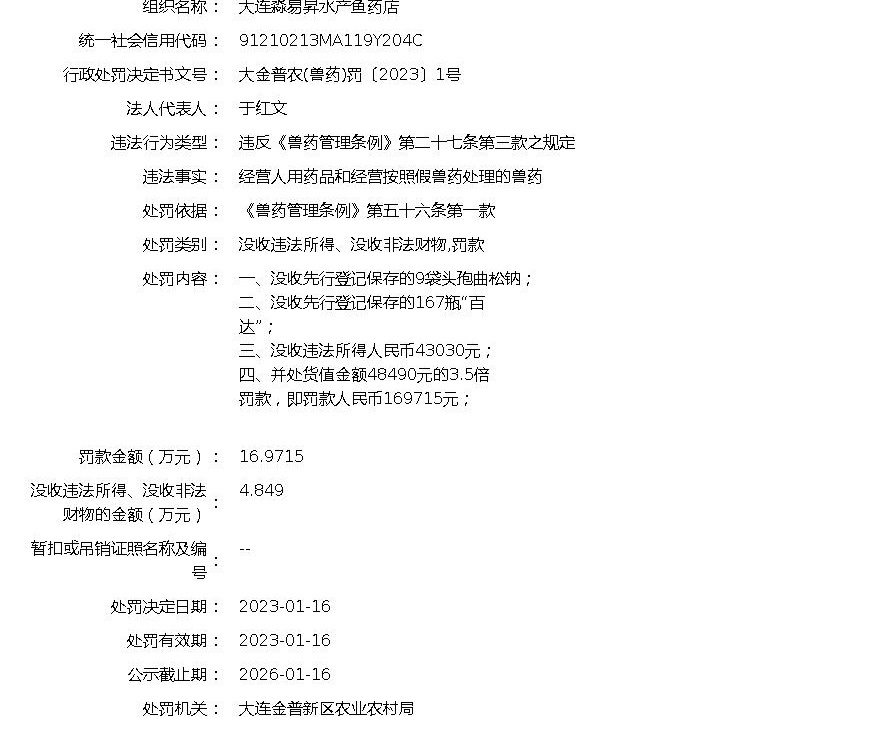 组织名称： 大连淼易昇水产鱼药店
统一社会信用代码： 91210213MA119Y204C
行政处罚决定书文号： 大金普农(兽药)罚〔2023〕1号
法人代表人： 于红文
违法行为类型： 违反《兽药管理条例》第二十七条第三款之规定
违法事实： 经营人用药品和经营按照假兽药处理的兽药
处罚依据： 《兽药管理条例》第五十六条第一款
处罚类别： 没收违法所得、没收非法财物,罚款
处罚内容： 一、没收先行登记保存的9袋头孢曲松钠；
二、没收先行登记保存的167瓶“百
达”；
三、没收违法所得人民币43030元；
四、并处货值金额48490元的3.5倍
罚款，即罚款人民币169715元；
罚款金额（万元）： 16.9715
没收违法所得、没收非法
财物的金额（万元）： 4.849
暂扣或吊销证照名称及编
号： --
处罚决定日期： 2023-01-16
处罚有效期： 2023-01-16
公示截止期： 2026-01-16
处罚机关： 大连金普新区农业农村局